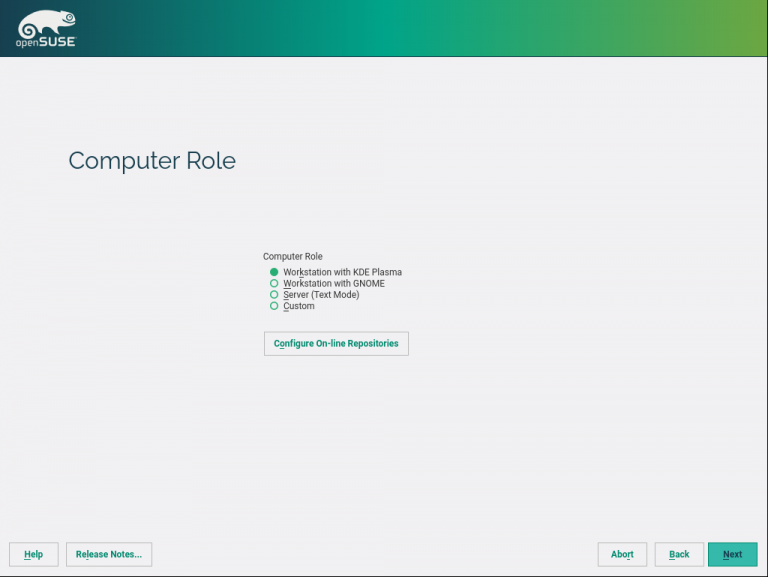 openSUSE
Computer Role
Computer Role
Workstation with KDE Plasma
Workstation with GNOME
Server (Text Mode)
Custom
Configure On-line Repositories
Help Release Notes... Abort Back Next